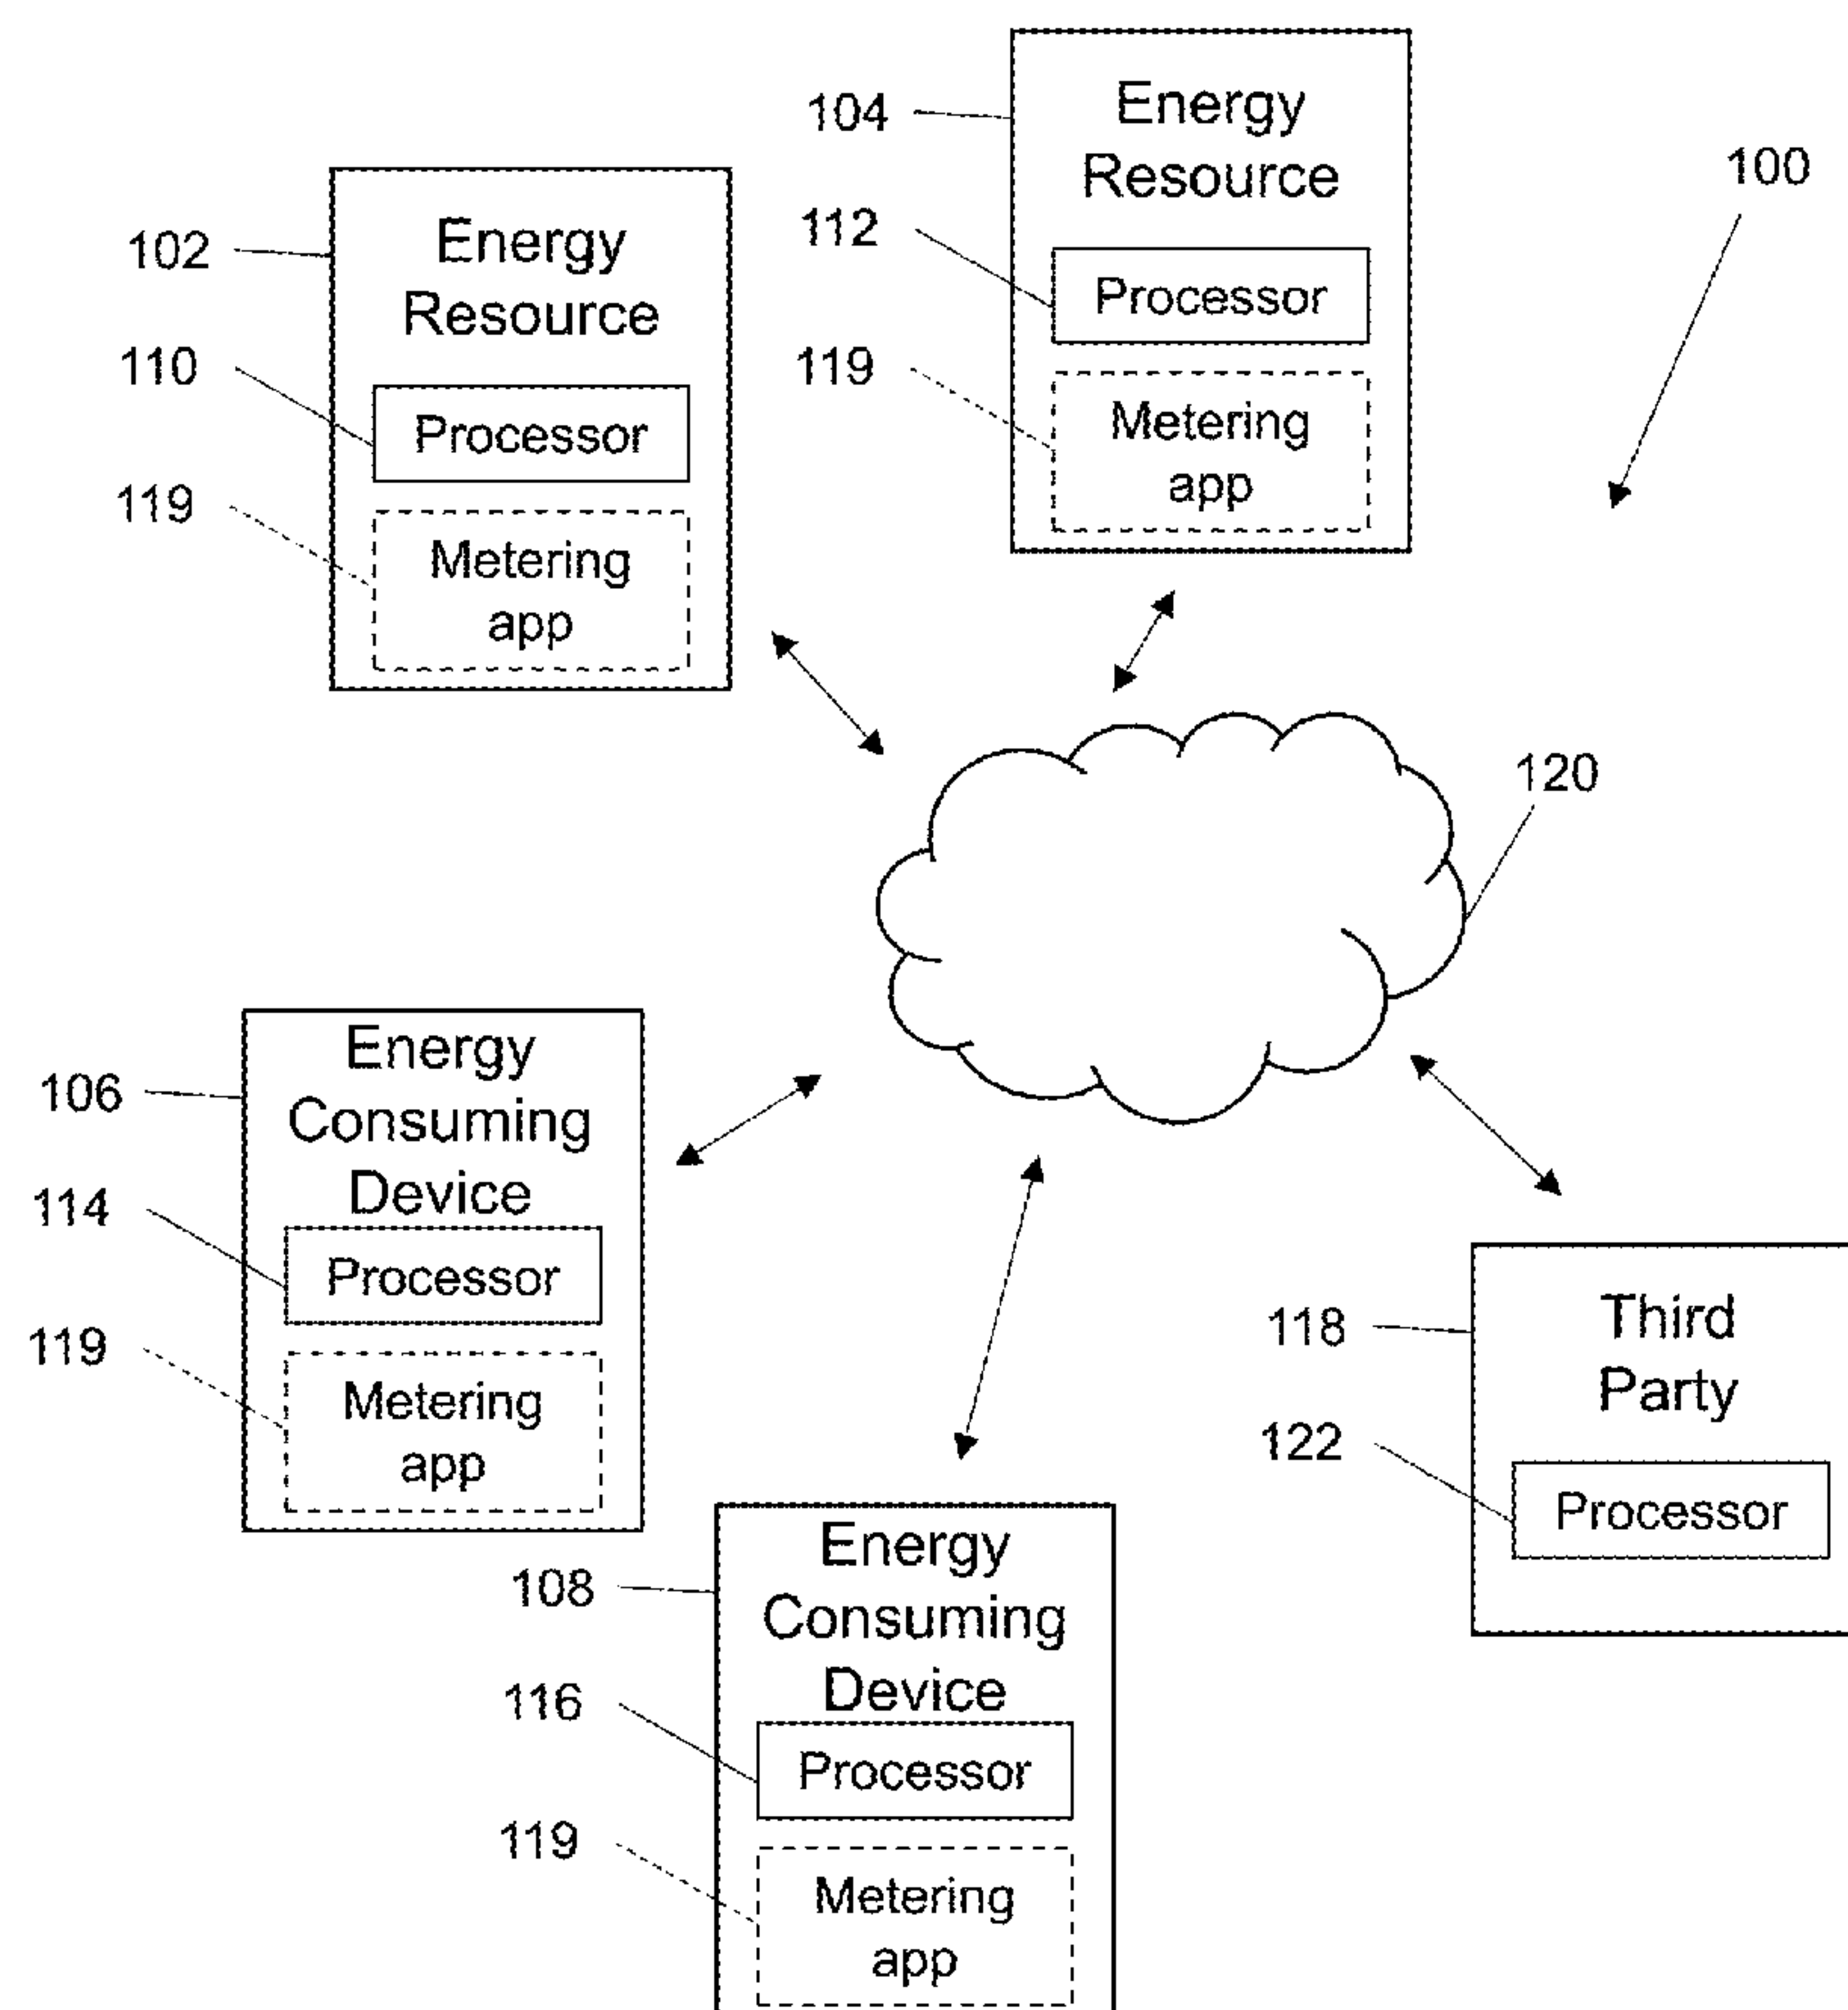 104
Energy
Resource
112
Processor
119
Metering
app
100
102
Energy
Resource
110
Processor
119
Metering
app
120
106
Energy
Consuming
Device
114
Processor
119
Metering
app
118
Third
Party
122
Processor
108
Energy
Consuming
Device
116
Processor
119
Metering
app